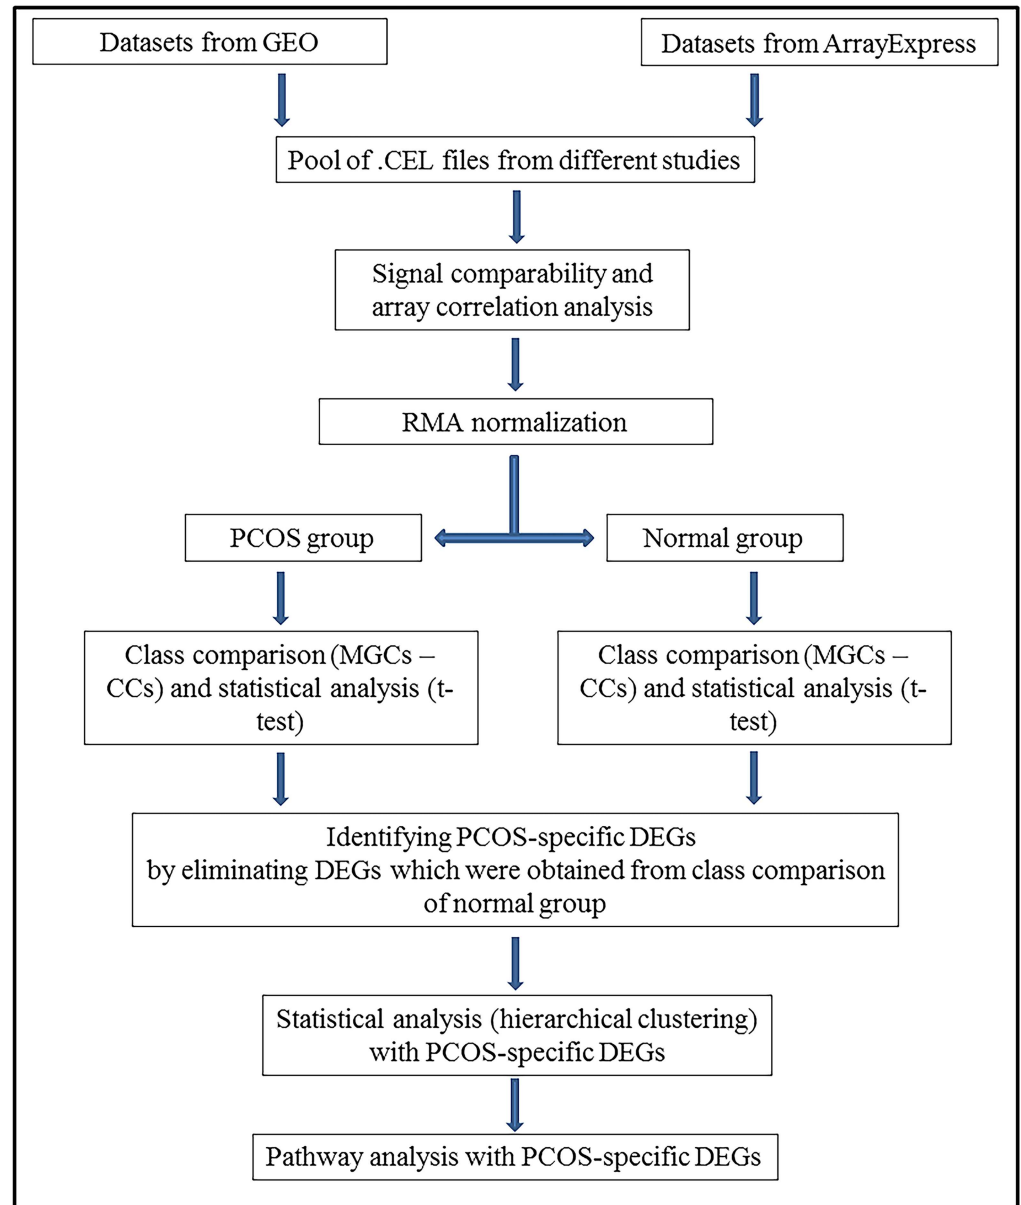 Datasets from GEO
Datasets from ArrayExpress
Pool of .CEL files from different studies
Signal comparability and
array correlation analysis
RMA normalization
PCOS group
Normal group
Class comparison (MGCs –
CCs) and statistical analysis (t-
test)
Class comparison (MGCs –
CCs) and statistical analysis (t-
test)
Identifying PCOS-specific DEGs
by eliminating DEGs which were obtained from class comparison
of normal group
Statistical analysis (hierarchical clustering)
with PCOS-specific DEGs
Pathway analysis with PCOS-specific DEGs